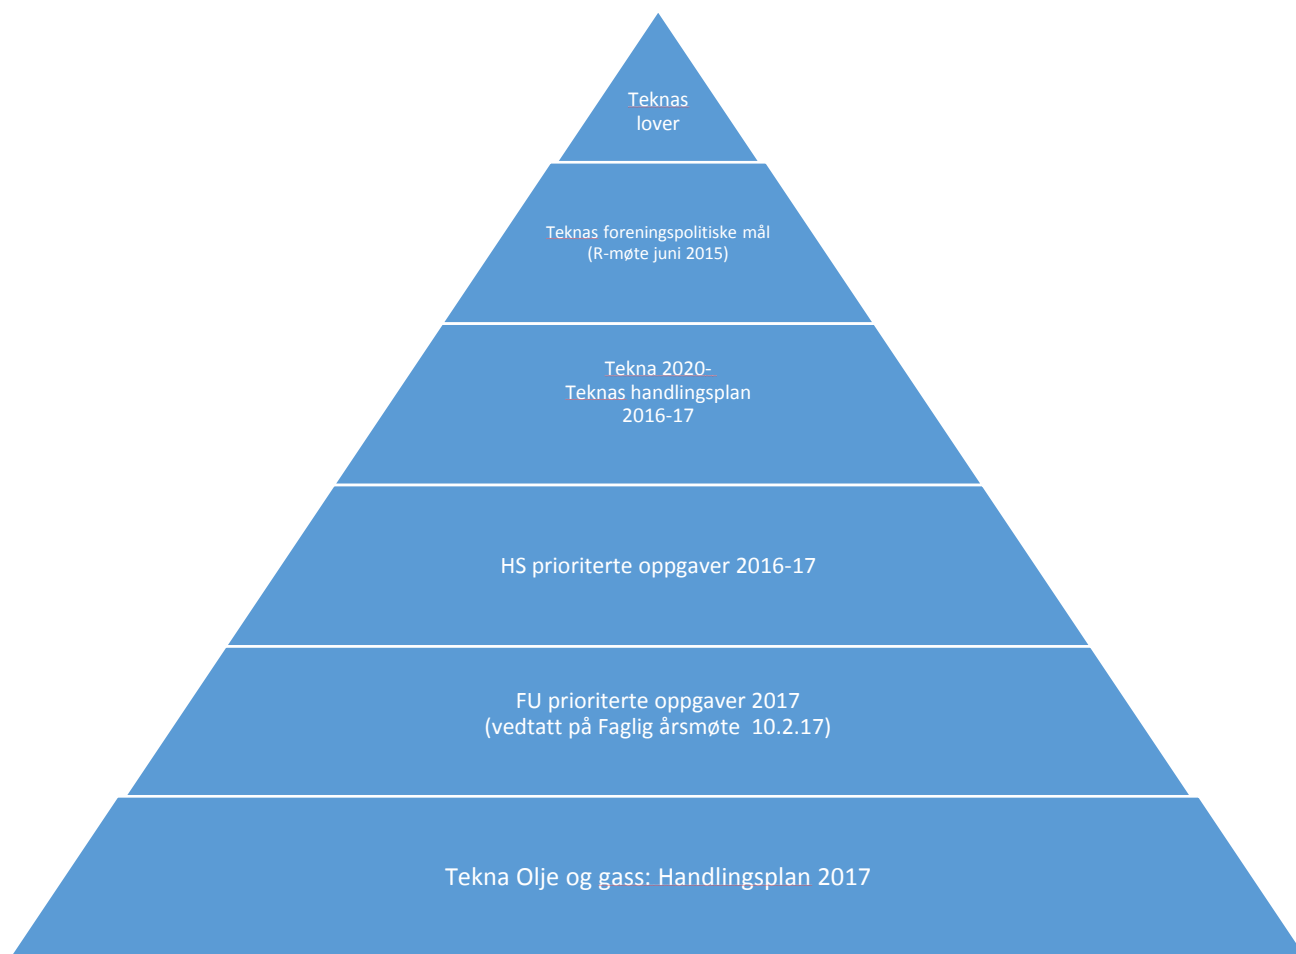 Teknas
lover
Teknas foreningspolitiske mål
(R-møte juni 2015)
Tekna 2020-
Teknas handlingsplan
2016-17
HS prioriterte oppgaver 2016-17
FU prioriterte oppgaver 2017
(vedtatt på Faglig årsmøte  10.2.17)
Tekna Olje og gass: Handlingsplan 2017